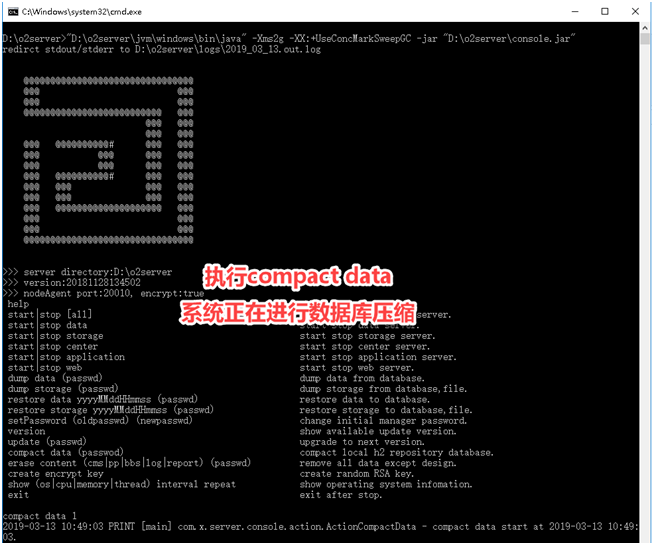 C:\Windows\system32\cmd.exe
D:\o2server>"D:\o2server\jvm\windows\bin\java" -Xms2g -XX:+UseConcMarkSweepGC -jar "D:\o2server\console.jar"
redirct stdout/stderr to D:\o2server\logs\2019_03_13.out.log
>>> server directory:D:\o2server
>>> version:20181128134502
执行compact data
>>> nodeAgent port:20010, encrypt:true
系统正在进行数据库压缩
help
start|stop [all] server.
start|stop data start stop data server.
start|stop storage start stop storage server.
start|stop center start stop center server.
start|stop application start stop application server.
start|stop web start stop web server.
dump data (passwd) dump data from database.
dump storage (passwd) dump storage from database,file.
restore data yyyyMMddHHmmss (passwd) restore data to database.
restore storage yyyyMMddHHmmss (passwd) restore storage to database,file.
setPassword (oldpasswd) (newpasswd) change initial manager password.
version show available update version.
update (passwd) upgrade to next version.
compact data (passwod) compact local h2 repository database.
erase content (cms|pp|bbs|log|report) (passwd) remove all data except design.
create encrypt key create random RSA key.
show (os|cpu|memory|thread) interval repeat show operating system infomation.
exit exit after stop.
compact data 1
2019-03-13 10:49:03 PRINT [main] com.x.server.console.action.ActionCompactData - compact data start at 2019-03-13 10:49:
03.